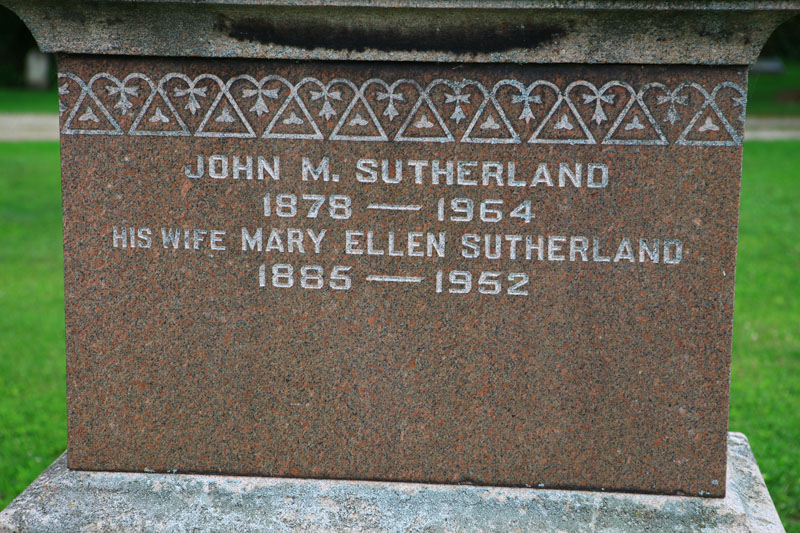 JOHN M. SUTHERLAND
1878 — 1964
HIS WIFE MARY ELLEN SUTHERLAND
1885 — 1952